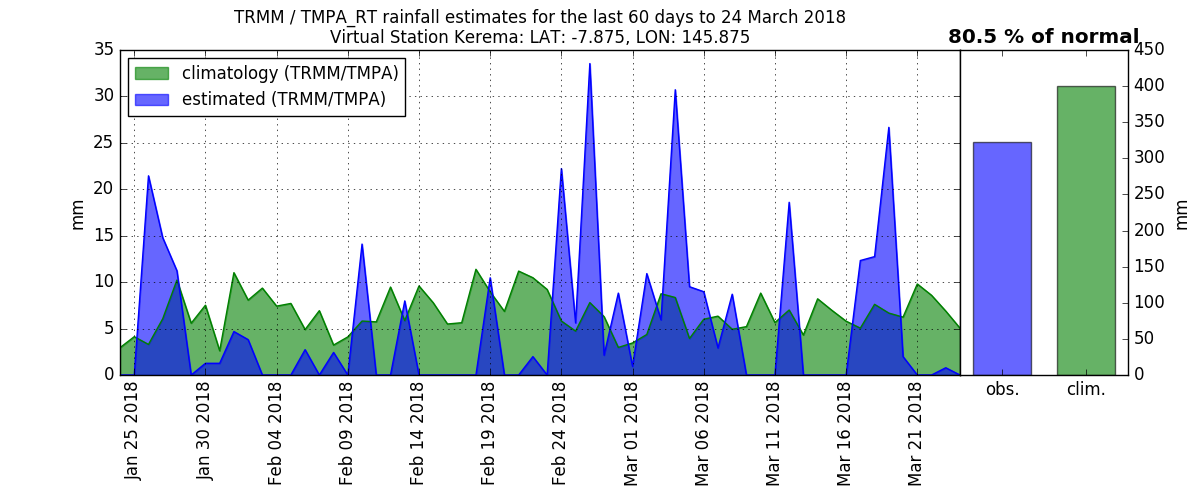 TRMM / TMPA_RT rainfall estimates for the last 60 days to 24 March 2018
Virtual Station Kerema: LAT: -7.875, LON: 145.875
80.5 % of normal
climatology (TRMM/TMPA)
estimated (TRMM/TMPA)
35
30
25
20
15
10
5
0
mm
Jan 25 2018
Jan 30 2018
Feb 04 2018
Feb 09 2018
Feb 14 2018
Feb 19 2018
Feb 24 2018
Mar 01 2018
Mar 06 2018
Mar 11 2018
Mar 16 2018
Mar 21 2018
450
400
350
300
250
200
150
100
50
0
mm
obs.
clim.